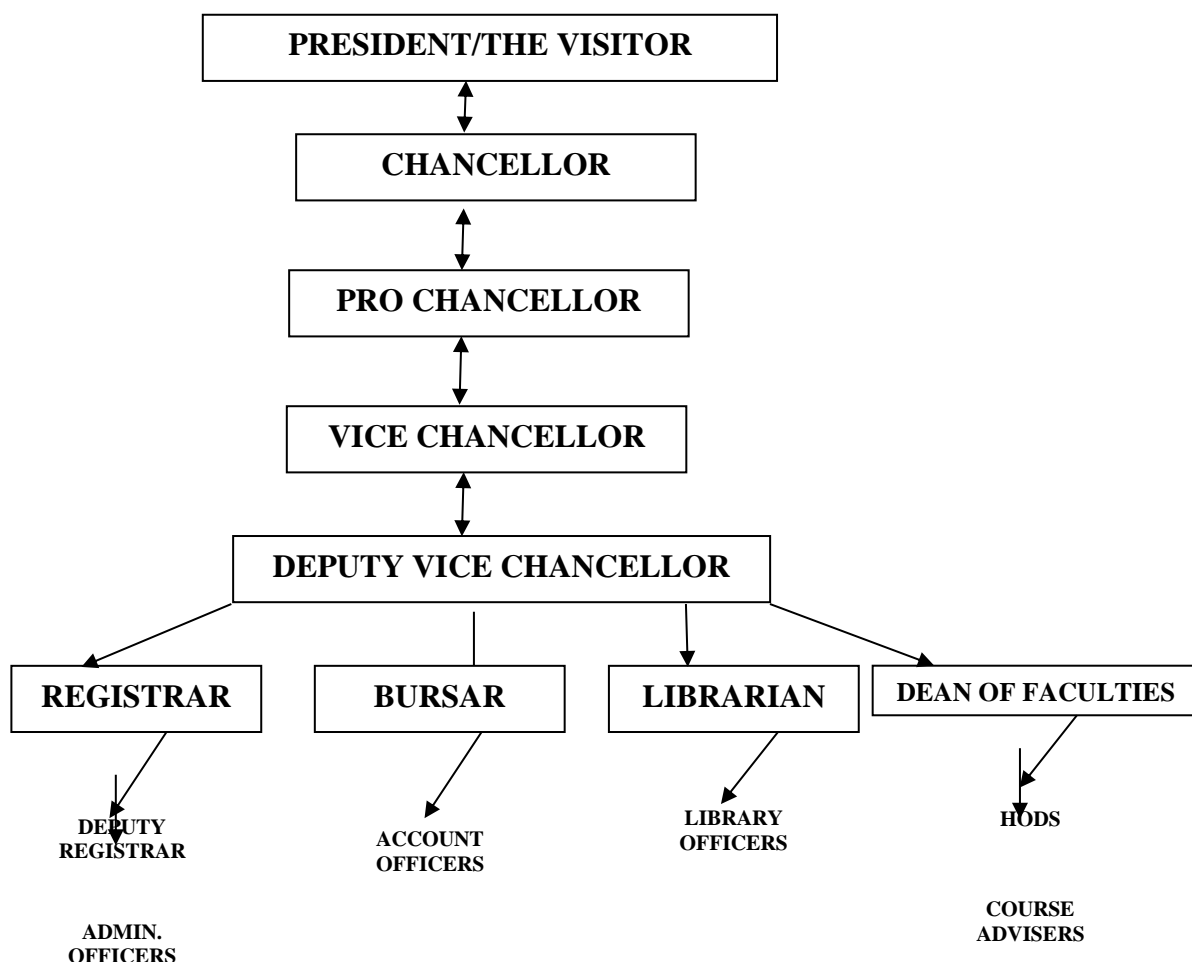 PRESIDENT/THE VISITOR
CHANCELLOR
PRO CHANCELLOR
VICE CHANCELLOR
DEPUTY VICE CHANCELLOR
REGISTRAR
BURSAR
LIBRARIAN
DEAN OF FACULTIES
DEPUTY
REGISTRAR
ACCOUNT
OFFICERS
LIBRARY
OFFICERS
HODS
ADMIN.
OFFICERS
COURSE
ADVISERS